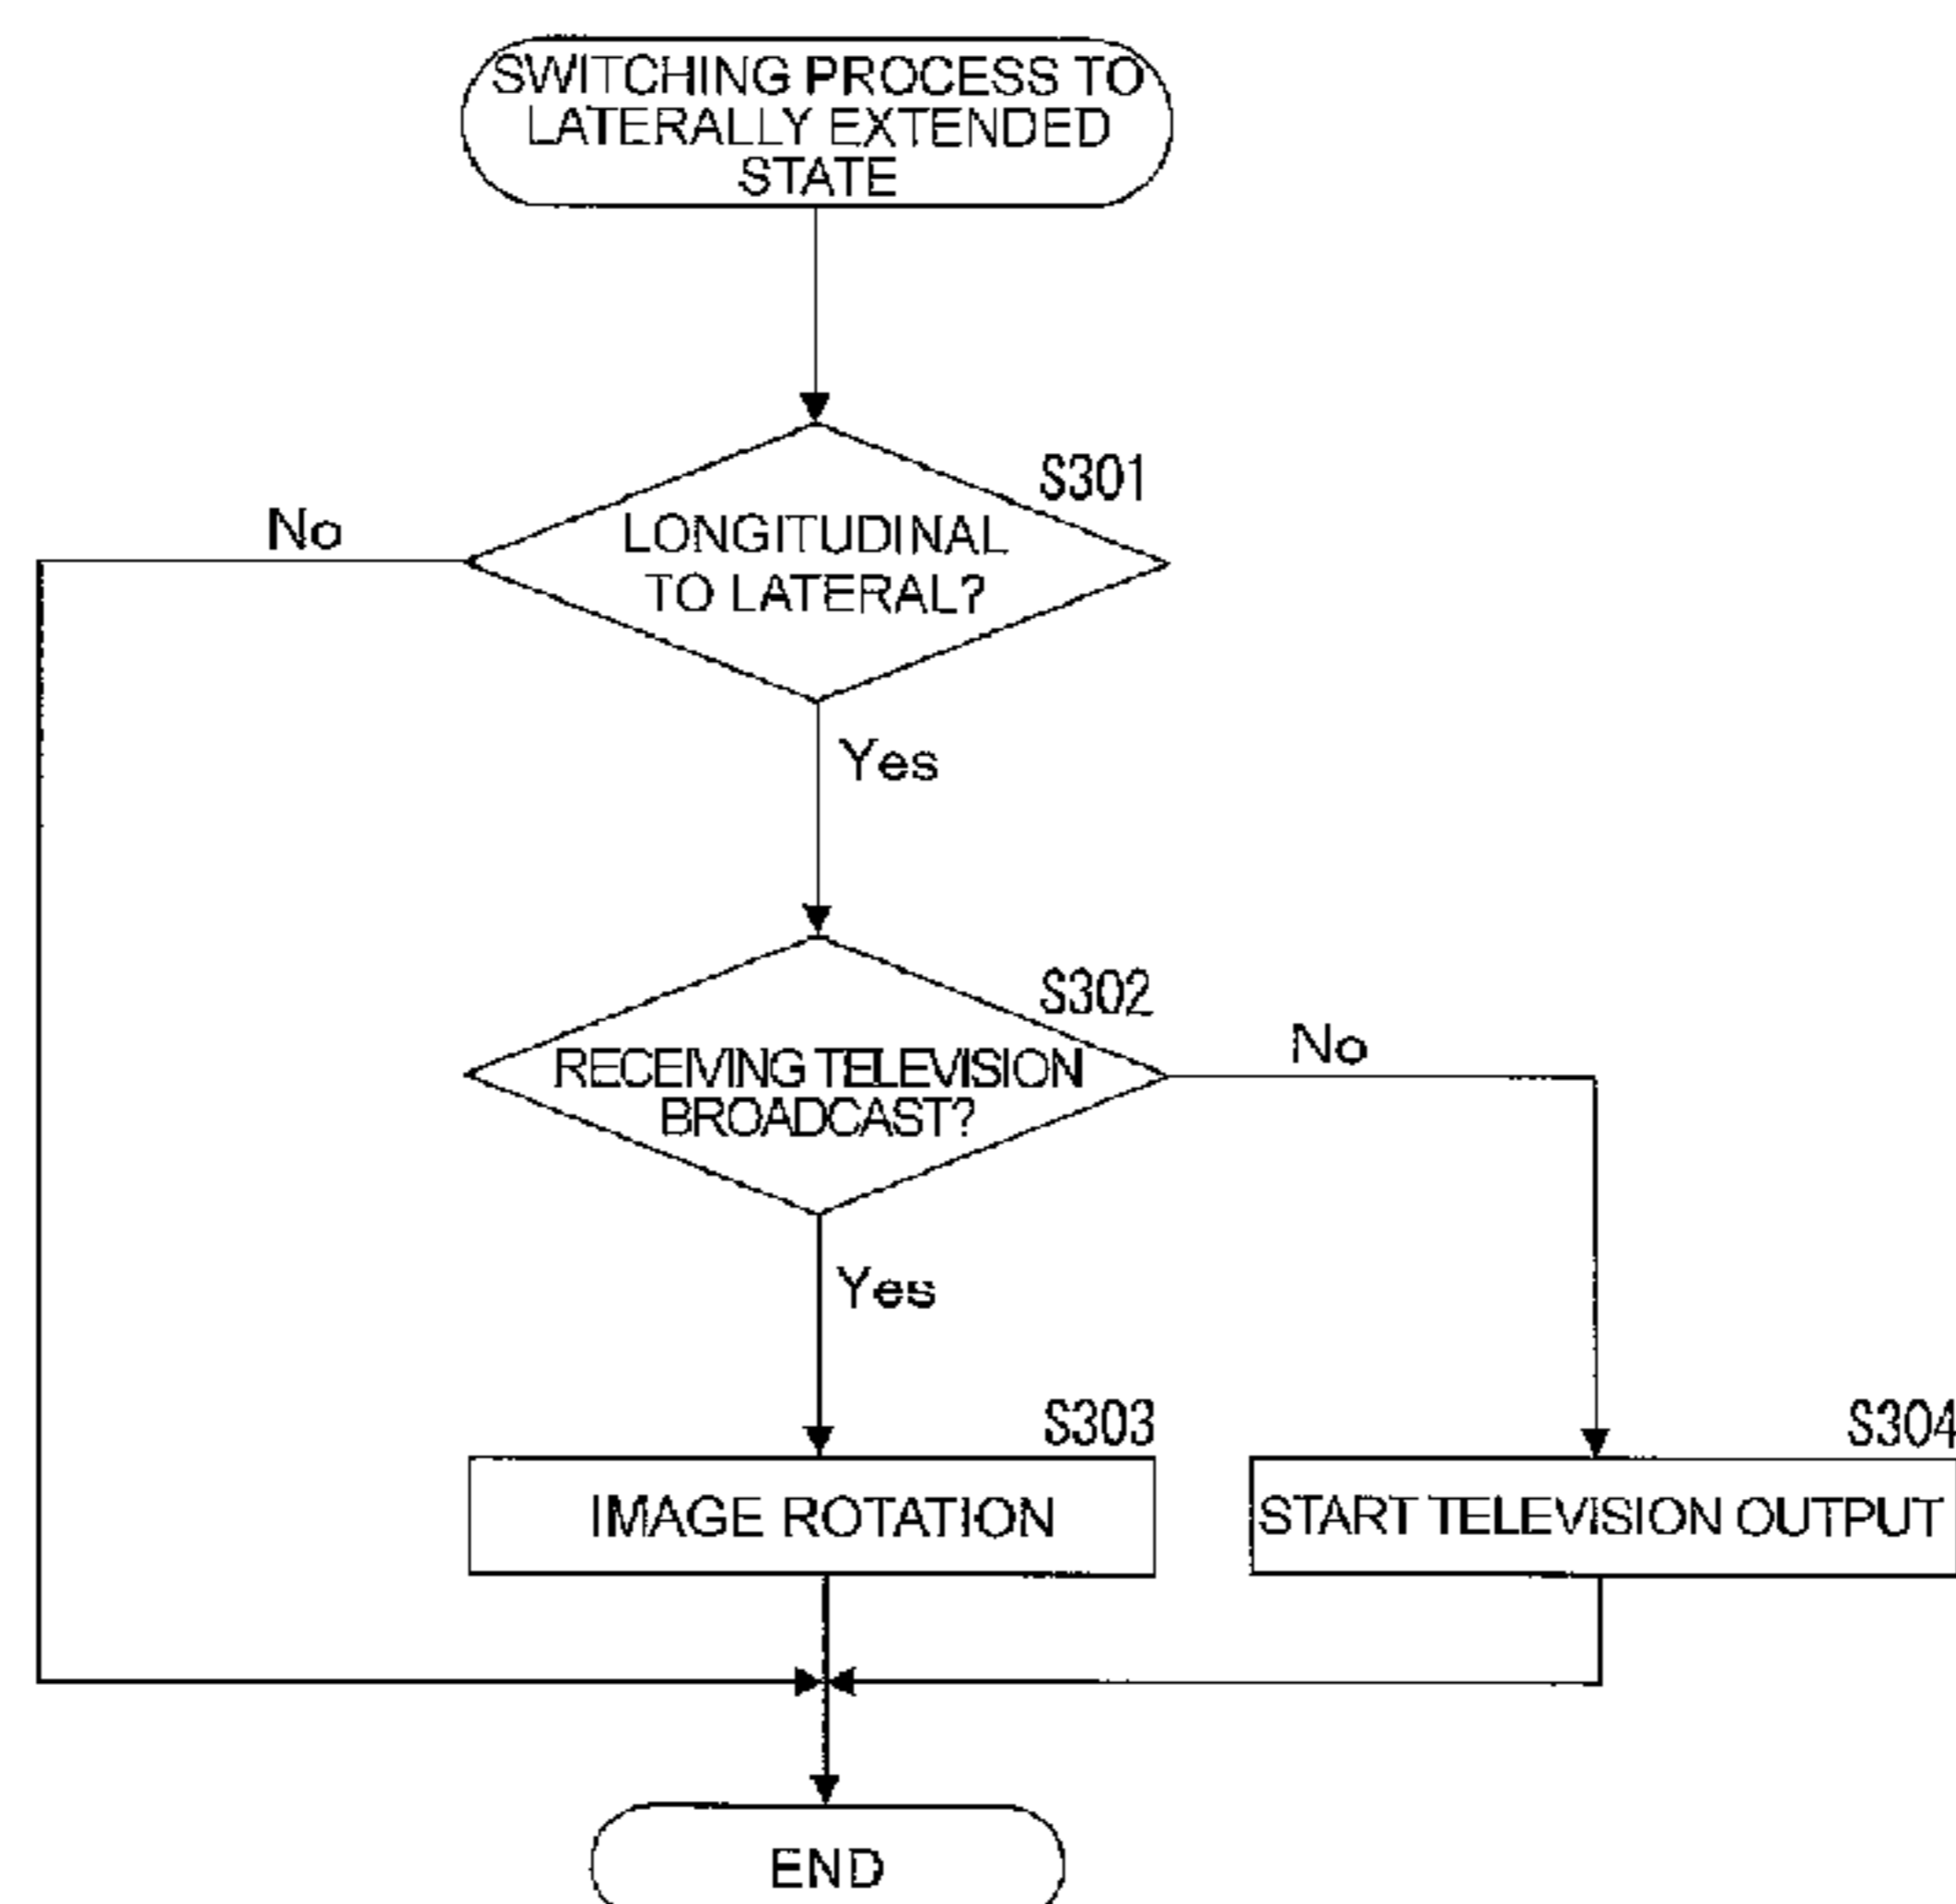 SWITCHING PROCESS TO
LATERALLY EXTENDED
STATE
S301
No
LONGITUDINAL
TO LATERAL?
Yes
S302
No
RECEIVING TELEVISION
BROADCAST?
Yes
S303
S304
IMAGE ROTATION
START TELEVISION OUTPUT
END